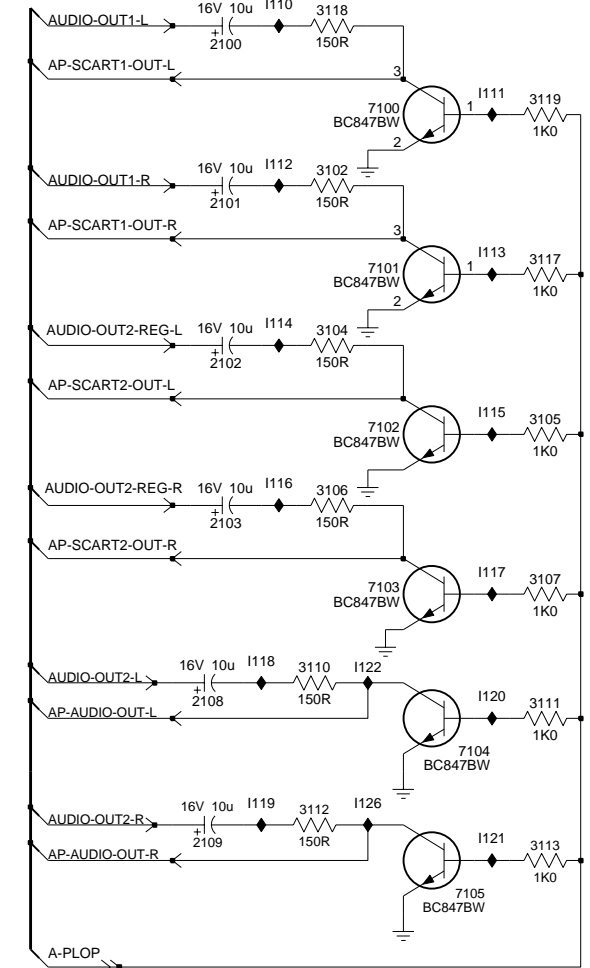 AUDIO-OUT1-L 16V 10u I110 3118
+ 2100 150R
AP-SCART1-OUT-L 3
7100 BC847BW 2 1 I111 3119 1K0
AUDIO-OUT1-R 16V 10u I112 3102
+ 2101 150R
AP-SCART1-OUT-R 3
7101 BC847BW 2 1 I113 3117 1K0
AUDIO-OUT2-REG-L 16V 10u I114 3104
+ 2102 150R
AP-SCART2-OUT-L
7102 BC847BW I115 3105 1K0
AUDIO-OUT2-REG-R 16V 10u I116 3106
+ 2103 150R
AP-SCART2-OUT-R
7103 BC847BW I117 3107 1K0
AUDIO-OUT2-L 16V 10u I118 3110 I122
+ 2108 150R
AP-AUDIO-OUT-L
7104 BC847BW I120 3111 1K0
AUDIO-OUT2-R 16V 10u I119 3112 I126
+ 2109 150R
AP-AUDIO-OUT-R
7105 BC847BW I121 3113 1K0
A-PLOP